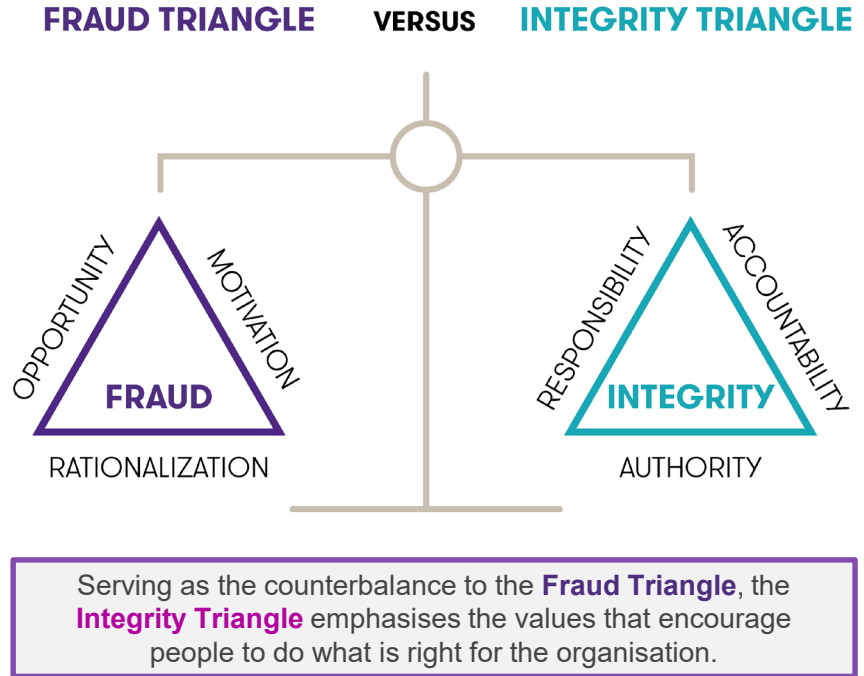 FRAUD TRIANGLE VERSUS INTEGRITY TRIANGLE
OPPORTUNITY
MOTIVATION
FRAUD
RATIONALIZATION
RESPONSIBILITY
ACCOUNTABILITY
INTEGRITY
AUTHORITY
Serving as the counterbalance to the Fraud Triangle, the
Integrity Triangle emphasises the values that encourage
people to do what is right for the organisation.